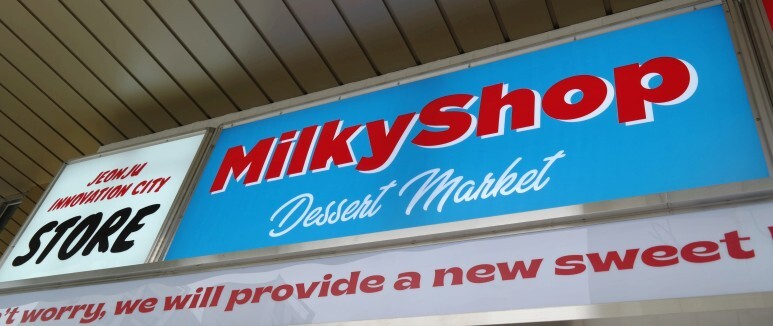 JEONJU
INNOVATION CITY
STORE
MilkyShop
Dessert Market
't worry, we will provide a new sweet